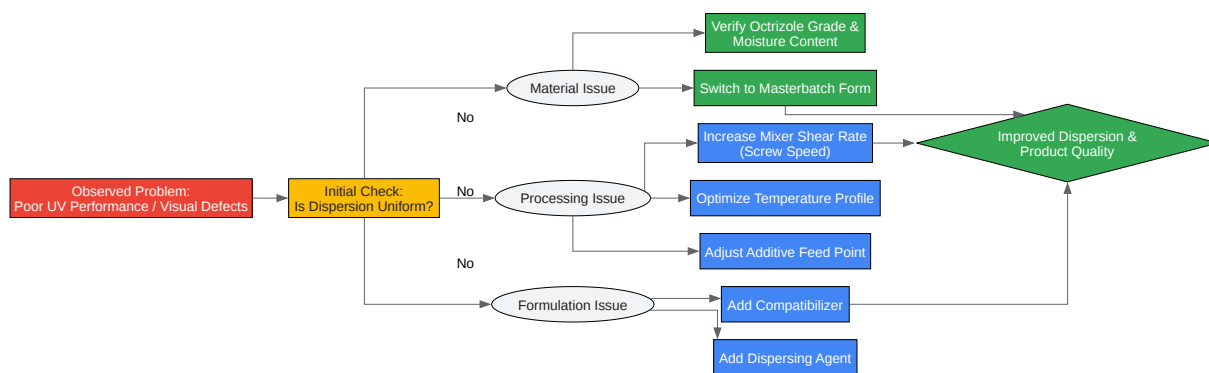 Observed Problem:
Poor UV Performance / Visual Defects
Initial Check:
Is Dispersion Uniform?
No
No
No
Material Issue
Verify Octrizole Grade &
Moisture Content
Switch to Masterbatch Form
Processing Issue
Increase Mixer Shear Rate
(Screw Speed)
Optimize Temperature Profile
Adjust Additive Feed Point
Formulation Issue
Add Compatibilizer
Add Dispersing Agent
Improved Dispersion &
Product Quality